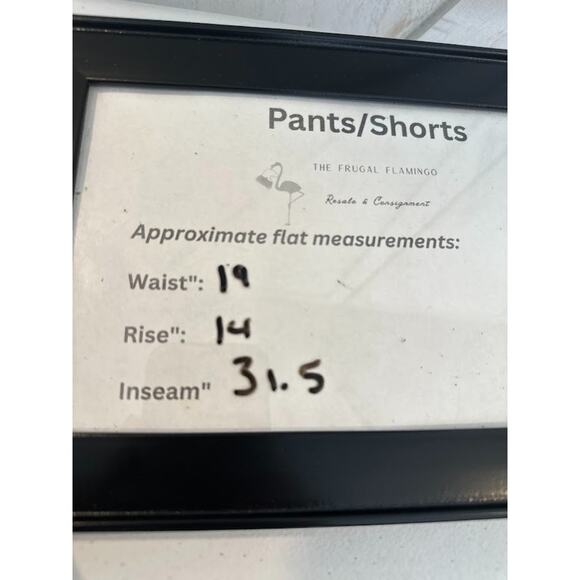 Pants/Shorts
THE FRUGAL FLAMINGO
Resale & Consignment
Approximate flat measurements:
Waist": 19
Rise": 14
Inseam" 31.5